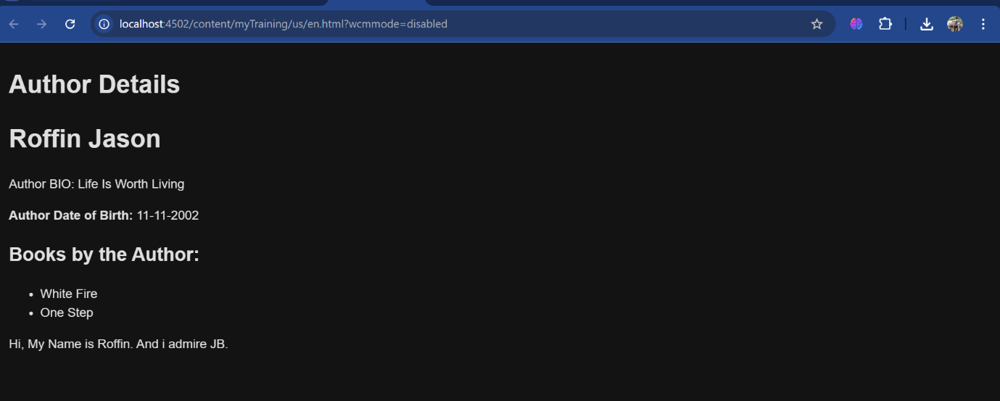 localhost:4502/content/myTraining/us/en.html?wcmmode=disabled
Author Details
Roffin Jason
Author BIO: Life Is Worth Living
Author Date of Birth: 11-11-2002
Books by the Author:
• White Fire
• One Step
Hi, My Name is Roffin. And i admire JB.